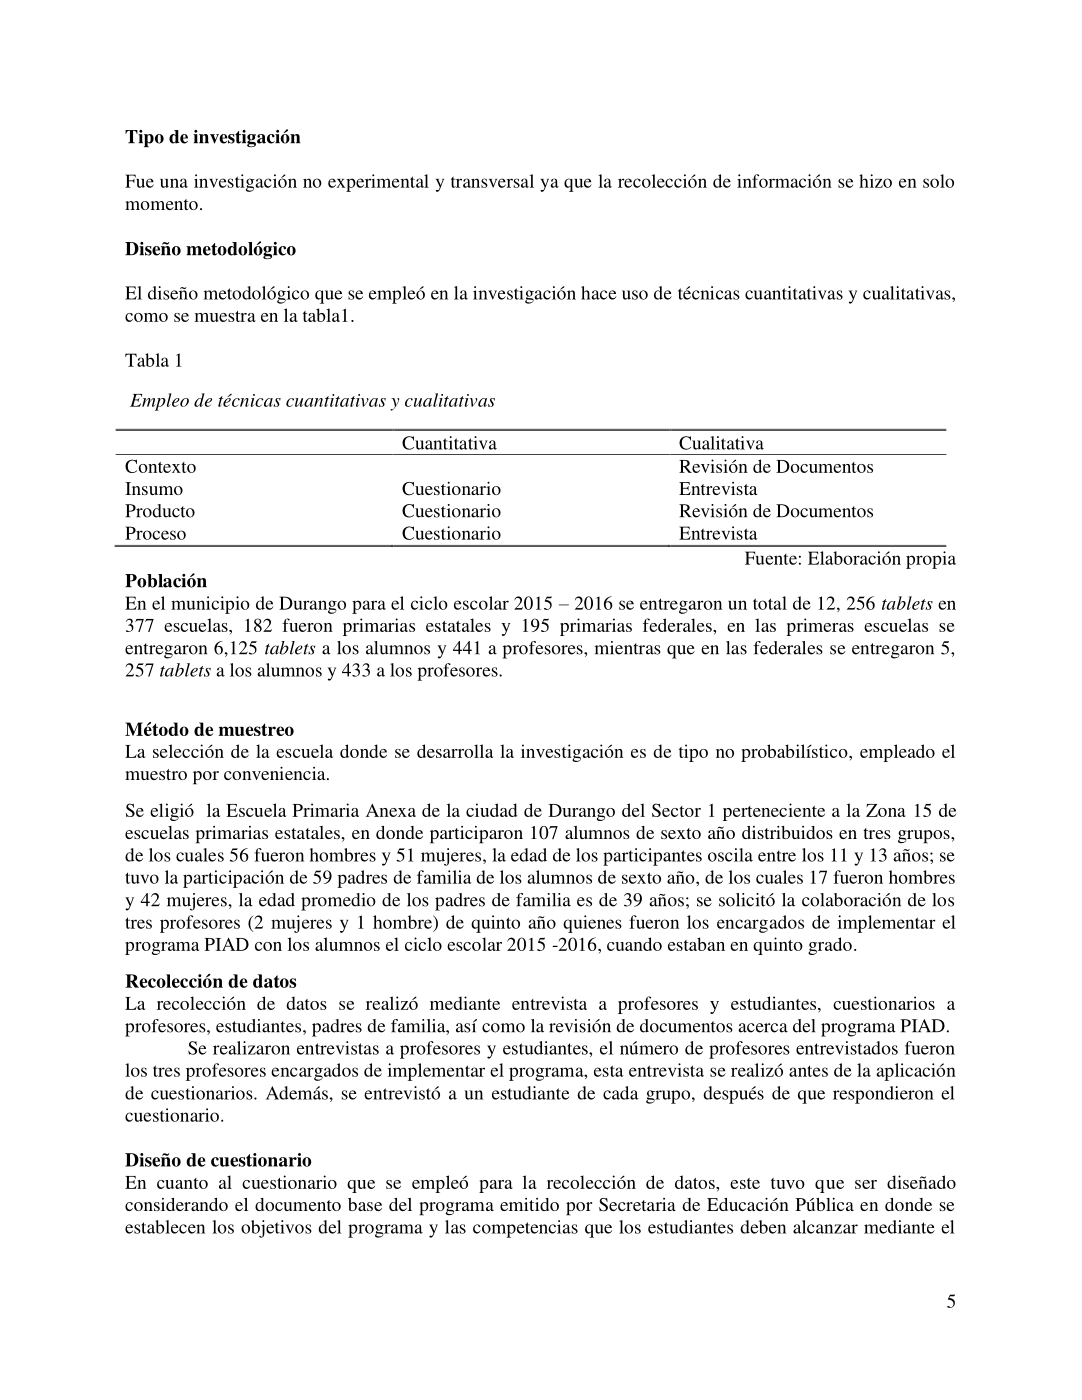 Tipo de investigación
Fue una investigación no experimental y transversal ya que la recolección de información se hizo en solo
momento.
Diseño metodológico
El diseño metodológico que se empleó en la investigación hace uso de técnicas cuantitativas y cualitativas,
como se muestra en la tabla1.
Tabla 1
Empleo de técnicas cuantitativas y cualitativas
Cuantitativa Cualitativa
Contexto Revisión de Documentos
Insumo Cuestionario Entrevista
Producto Cuestionario Revisión de Documentos
Proceso Cuestionario Entrevista
Fuente: Elaboración propia
Población
En el municipio de Durango para el ciclo escolar 2015 – 2016 se entregaron un total de 12, 256 tablets en
377 escuelas, 182 fueron primarias estatales y 195 primarias federales, en las primeras escuelas se
entregaron 6,125 tablets a los alumnos y 441 a profesores, mientras que en las federales se entregaron 5,
257 tablets a los alumnos y 433 a los profesores.
Método de muestreo
La selección de la escuela donde se desarrolla la investigación es de tipo no probabilístico, empleado el
muestro por conveniencia.
Se eligió la Escuela Primaria Anexa de la ciudad de Durango del Sector 1 perteneciente a la Zona 15 de
escuelas primarias estatales, en donde participaron 107 alumnos de sexto año distribuidos en tres grupos,
de los cuales 56 fueron hombres y 51 mujeres, la edad de los participantes oscila entre los 11 y 13 años; se
tuvo la participación de 59 padres de familia de los alumnos de sexto año, de los cuales 17 fueron hombres
y 42 mujeres, la edad promedio de los padres de familia es de 39 años; se solicitó la colaboración de los
tres profesores (2 mujeres y 1 hombre) de quinto año quienes fueron los encargados de implementar el
programa PIAD con los alumnos el ciclo escolar 2015 -2016, cuando estaban en quinto grado.
Recolección de datos
La recolección de datos se realizó mediante entrevista a profesores y estudiantes, cuestionarios a
profesores, estudiantes, padres de familia, así como la revisión de documentos acerca del programa PIAD.
Se realizaron entrevistas a profesores y estudiantes, el número de profesores entrevistados fueron
los tres profesores encargados de implementar el programa, esta entrevista se realizó antes de la aplicación
de cuestionarios. Además, se entrevistó a un estudiante de cada grupo, después de que respondieron el
cuestionario.
Diseño de cuestionario
En cuanto al cuestionario que se empleó para la recolección de datos, este tuvo que ser diseñado
considerando el documento base del programa emitido por Secretaria de Educación Pública en donde se
establecen los objetivos del programa y las competencias que los estudiantes deben alcanzar mediante el
5